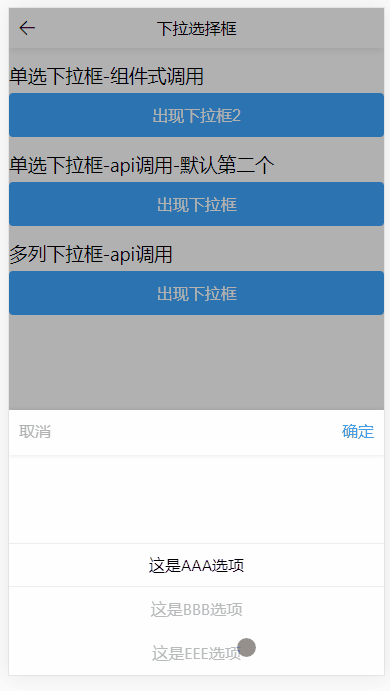 下拉选择框
单选下拉框-组件式调用
出现下拉框2
单选下拉框-api调用-默认第二个
出现下拉框
多列下拉框-api调用
出现下拉框
取消
确定
这是AAA选项
这是BBB选项
这是EEE选项